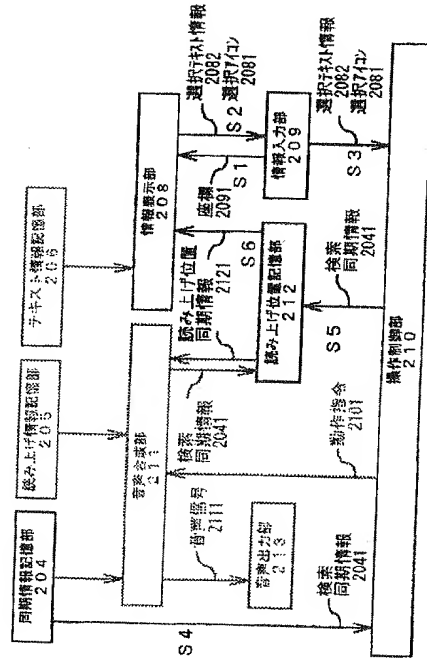 同期情報記憶部
204
読み上げ情報記憶部
205
テキスト情報記憶部
206
音声合成部
211
情報表示部
208
S4
音声信号
2111
検索
同期情報
2041
読み上げ位置
同期情報
2121
S6
座標
2091
S1
S2
選択テキスト情報
2082
選択アイコン
2081
音声出力部
213
読み上げ位置記憶部
212
情報入力部
209
検索
同期情報
2041
動作指令
2101
S5
検索
同期情報
2041
S3
選択テキスト情報
2082
選択アイコン
2081
操作制御部
210